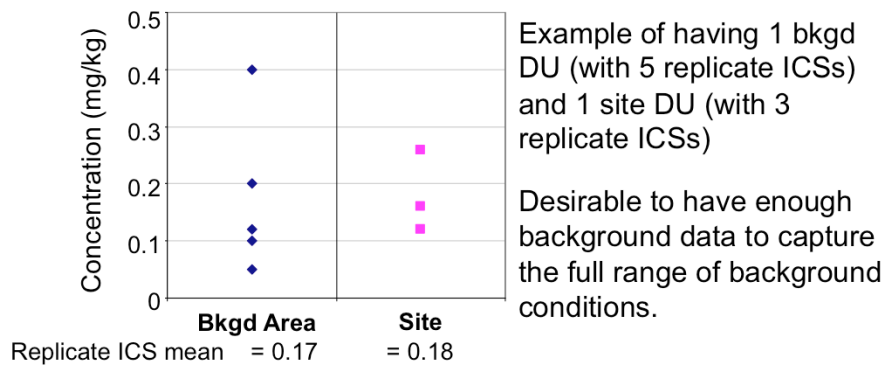 0.5
0.4
0.3
0.2
0.1
0
Concentration (mg/kg)
Bkgd Area
Site
Replicate ICS mean = 0.17 = 0.18
Example of having 1 bkgd
DU (with 5 replicate ICSs)
and 1 site DU (with 3
replicate ICSs)
Desirable to have enough
background data to capture
the full range of background
conditions.